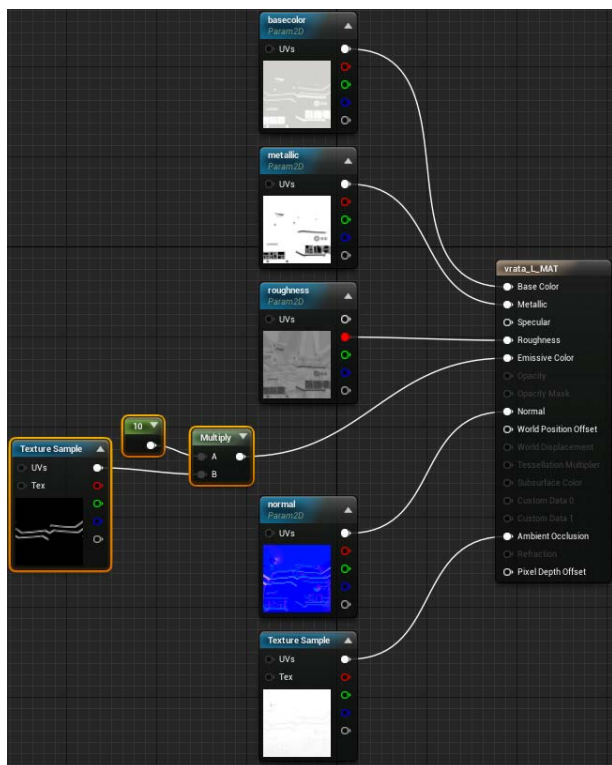 basecolor
Param2D
UVs
metallic
Param2D
UVs
roughness
Param2D
UVs
vrata_L_MAT
Base Color
Metallic
Specular
Roughness
Emissive Color
Opacity
Opacity Mask
Normal
World Position Offset
World Displacement
Tessellation Multiplier
Subsurface Color
Custom Data 0
Custom Data 1
Ambient Occlusion
Refraction
Pixel Depth Offset
10
Multiply
A
B
Texture Sample
UVs
Tex
normal
Param2D
UVs
Texture Sample
UVs
Tex